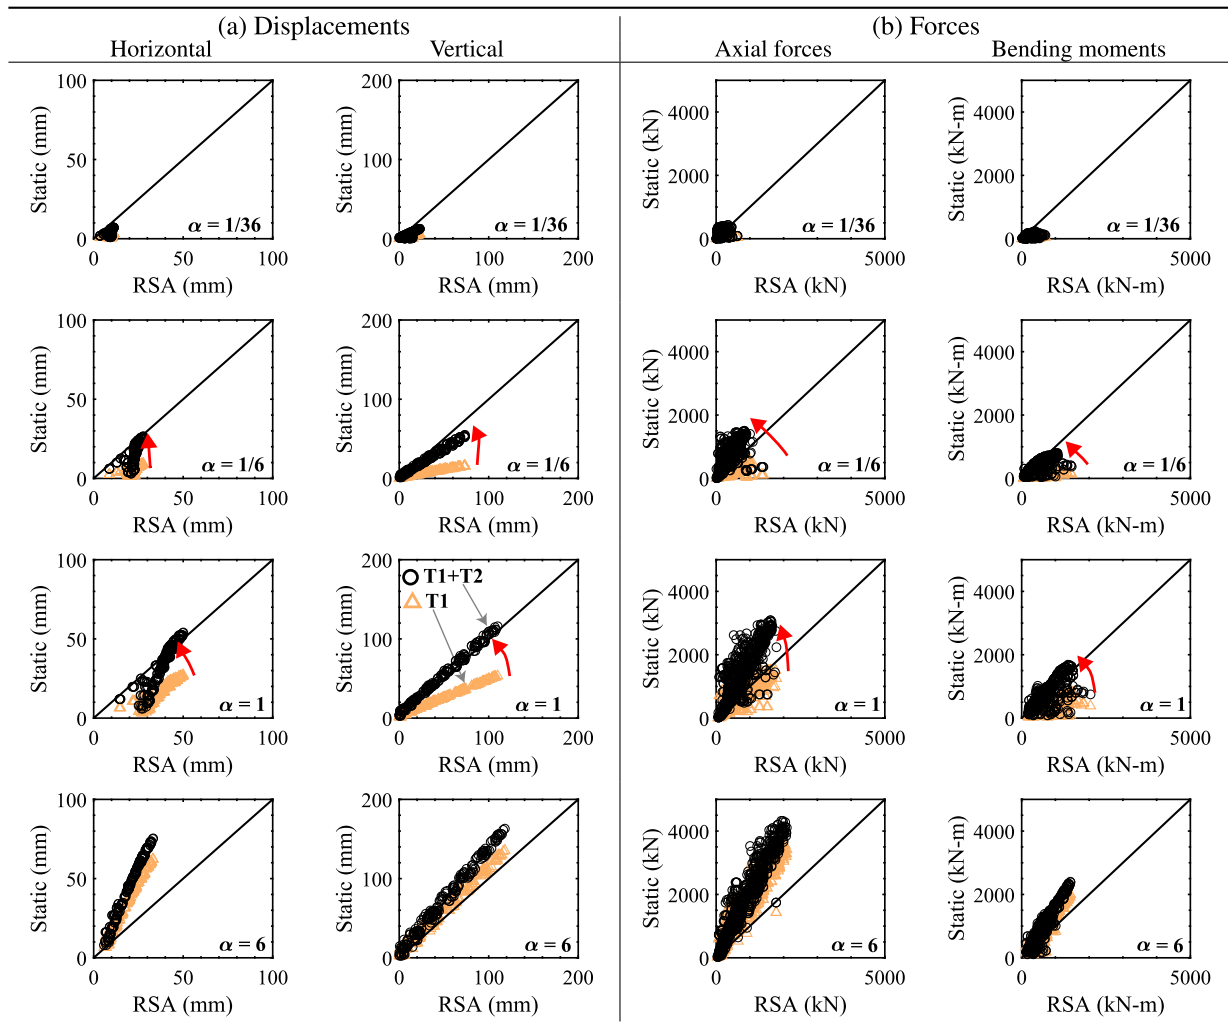 (a) Displacements (b) Forces
Horizontal Vertical Axial forces Bending moments
100
50
0
Static (mm)
α = 1/36
0 50 100
RSA (mm)
200
100
0
Static (mm)
α = 1/36
0 100 200
RSA (mm)
4000
2000
0
Static (kN)
α = 1/36
0 5000
RSA (kN)
4000
2000
0
Static (kN-m)
α = 1/36
0 5000
RSA (kN-m)
100
50
0
Static (mm)
α = 1/6
0 50 100
RSA (mm)
200
100
0
Static (mm)
α = 1/6
0 100 200
RSA (mm)
4000
2000
0
Static (kN)
α = 1/6
0 5000
RSA (kN)
4000
2000
0
Static (kN-m)
α = 1/6
0 5000
RSA (kN-m)
100
50
0
Static (mm)
α = 1
0 50 100
RSA (mm)
200
100
0
Static (mm)
T1+T2
T1
α = 1
0 100 200
RSA (mm)
4000
2000
0
Static (kN)
α = 1
0 5000
RSA (kN)
4000
2000
0
Static (kN-m)
α = 1
0 5000
RSA (kN-m)
100
50
0
Static (mm)
α = 6
0 50 100
RSA (mm)
200
100
0
Static (mm)
α = 6
0 100 200
RSA (mm)
4000
2000
0
Static (kN)
α = 6
0 5000
RSA (kN)
4000
2000
0
Static (kN-m)
α = 6
0 5000
RSA (kN-m)